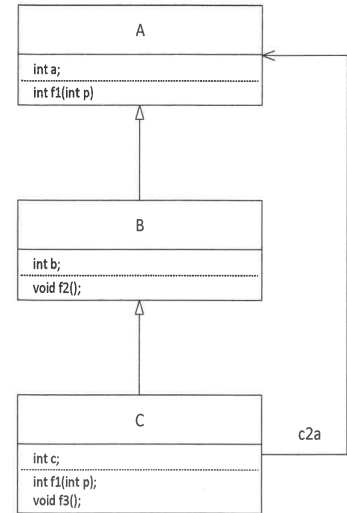 A
int a;
int f1(int p)
B
int b;
void f2();
C
c2a
int c;
int f1(int p);
void f3();